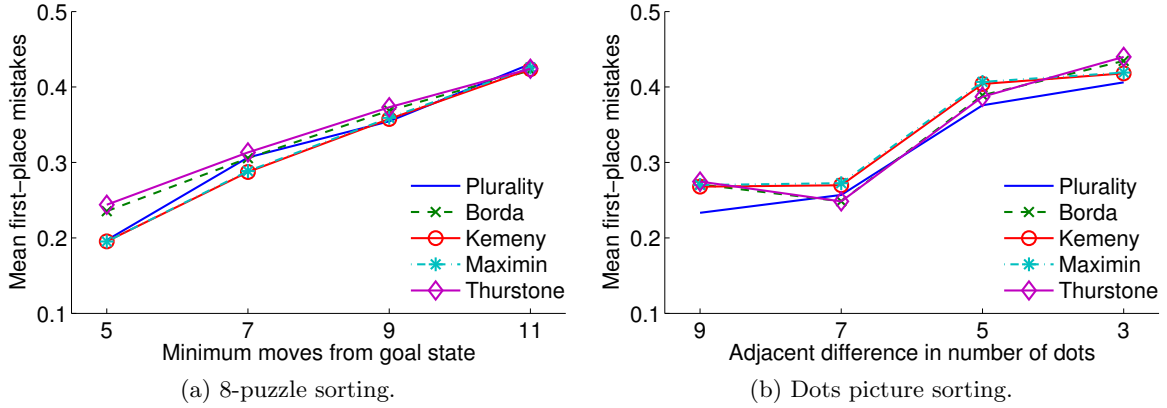 Mean first−place mistakes
0.5
0.4
0.3
0.2
0.1
5 7 9 11
Minimum moves from goal state
Plurality
Borda
Kemeny
Maximin
Thurstone
(a) 8-puzzle sorting.
Mean first−place mistakes
0.5
0.4
0.3
0.2
0.1
9 7 5 3
Adjacent difference in number of dots
Plurality
Borda
Kemeny
Maximin
Thurstone
(b) Dots picture sorting.